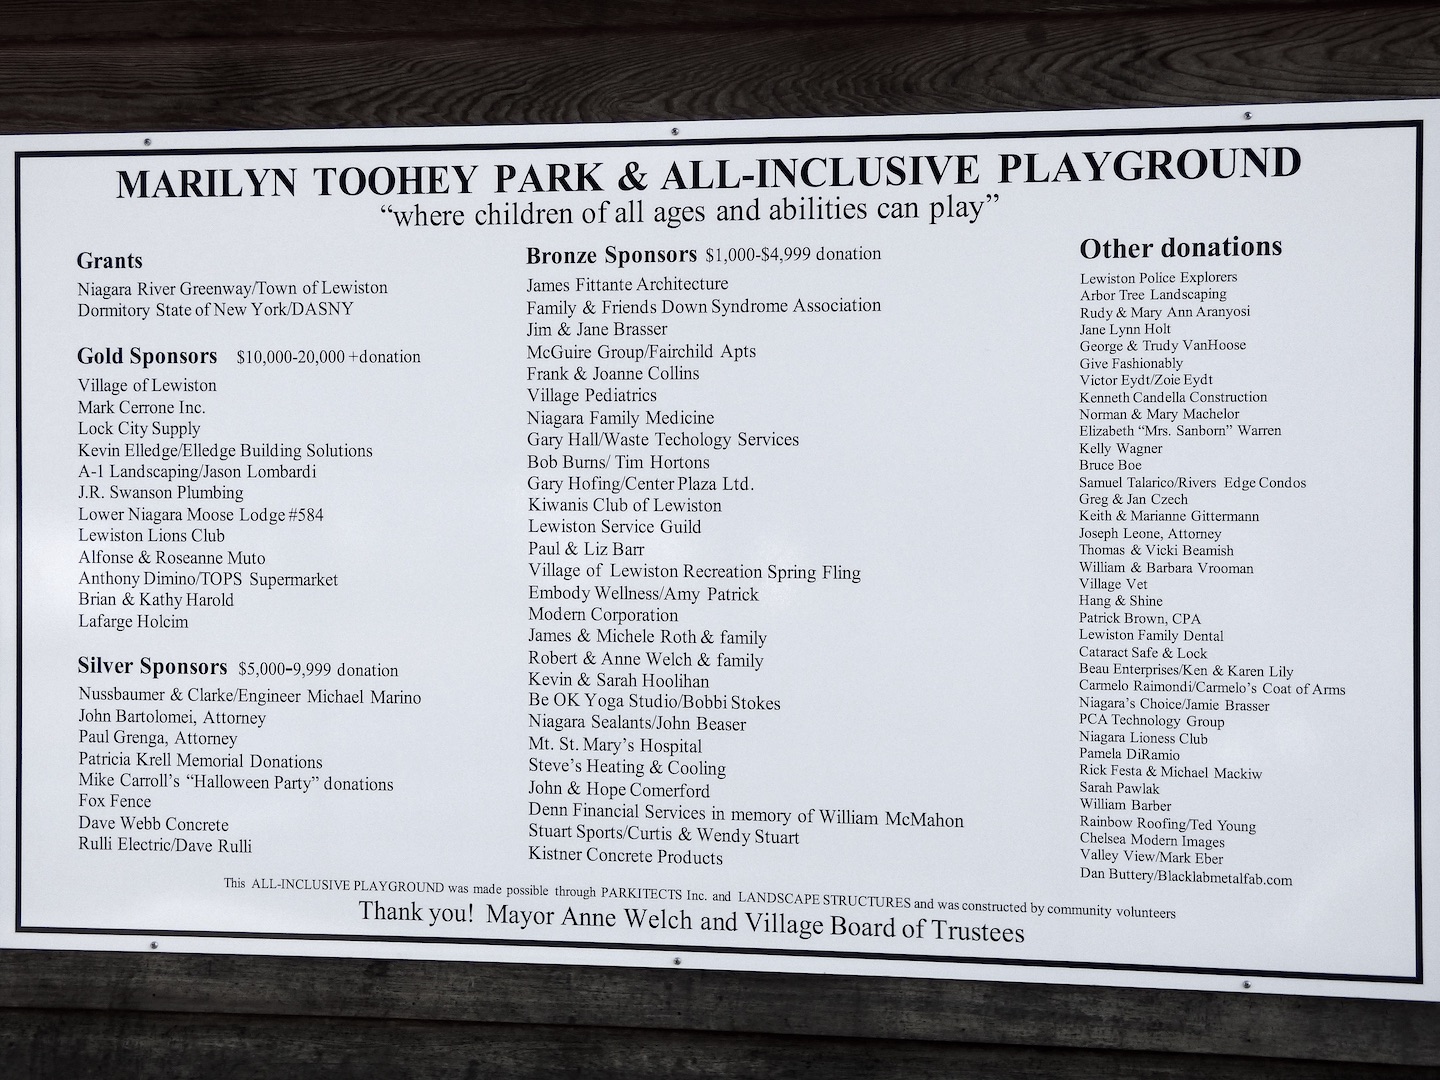 MARILYN TOOHEY PARK & ALL-INCLUSIVE PLAYGROUND
“where children of all ages and abilities can play”
Grants
Niagara River Greenway/Town of Lewiston
Dormitory State of New York/DASNY
Gold Sponsors $10,000-20,000 +donation
Village of Lewiston
Mark Cerrone Inc.
Lock City Supply
Kevin Elledge/Elledge Building Solutions
A-1 Landscaping/Jason Lombardi
J.R. Swanson Plumbing
Lower Niagara Moose Lodge #584
Lewiston Lions Club
Alfonse & Roseanne Muto
Anthony Dimino/TOPS Supermarket
Brian & Kathy Harold
Lafarge Holcim
Silver Sponsors $5,000-9,999 donation
Nussbaumer & Clarke/Engineer Michael Marino
John Bartolomei, Attorney
Paul Grenga, Attorney
Patricia Krell Memorial Donations
Mike Carroll’s “Halloween Party” donations
Fox Fence
Dave Webb Concrete
Rulli Electric/Dave Rulli
Bronze Sponsors $1,000-$4,999 donation
James Fittante Architecture
Family & Friends Down Syndrome Association
Jim & Jane Brasser
McGuire Group/Fairchild Apts
Frank & Joanne Collins
Village Pediatrics
Niagara Family Medicine
Gary Hall/Waste Techology Services
Bob Burns/ Tim Hortons
Gary Hofing/Center Plaza Ltd.
Kiwanis Club of Lewiston
Lewiston Service Guild
Paul & Liz Barr
Village of Lewiston Recreation Spring Fling
Embody Wellness/Amy Patrick
Modern Corporation
James & Michele Roth & family
Robert & Anne Welch & family
Kevin & Sarah Hoolihan
Be OK Yoga Studio/Bobbi Stokes
Niagara Sealants/John Beaser
Mt. St. Mary’s Hospital
Steve’s Heating & Cooling
John & Hope Comerford
Denn Financial Services in memory of William McMahon
Stuart Sports/Curtis & Wendy Stuart
Kistner Concrete Products
Other donations
Lewiston Police Explorers
Arbor Tree Landscaping
Rudy & Mary Ann Aranyosi
Jane Lynn Holt
George & Trudy VanHoose
Give Fashionably
Victor Eydt/Zoie Eydt
Kenneth Candella Construction
Norman & Mary Machelor
Elizabeth “Mrs. Sanborn” Warren
Kelly Wagner
Bruce Boe
Samuel Talarico/Rivers Edge Condos
Greg & Jan Czech
Keith & Marianne Gittermann
Joseph Leone, Attorney
Thomas & Vicki Beamish
William & Barbara Vrooman
Village Vet
Hang & Shine
Patrick Brown, CPA
Lewiston Family Dental
Cataract Safe & Lock
Beau Enterprises/Ken & Karen Lily
Carmelo Raimondi/Carmelo’s Coat of Arms
Niagara’s Choice/Jamie Brasser
PCA Technology Group
Niagara Lioness Club
Pamela DiRamio
Rick Festa & Michael Mackiw
Sarah Pawlak
William Barber
Rainbow Roofing/Ted Young
Chelsea Modern Images
Valley View/Mark Eber
Dan Buttery/Blacklabmetalfab.com
This ALL-INCLUSIVE PLAYGROUND was made possible through PARKITECTS Inc. and LANDSCAPE STRUCTURES and was constructed by community volunteers
Thank you! Mayor Anne Welch and Village Board of Trustees